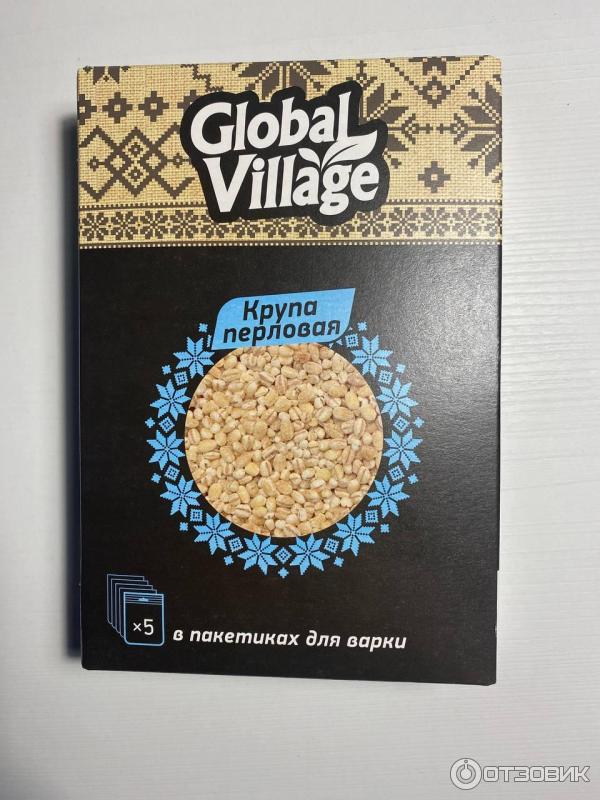 Global
Village
Крупа
перловая
×5
в пакетиках для варки
ОТЗОВИК